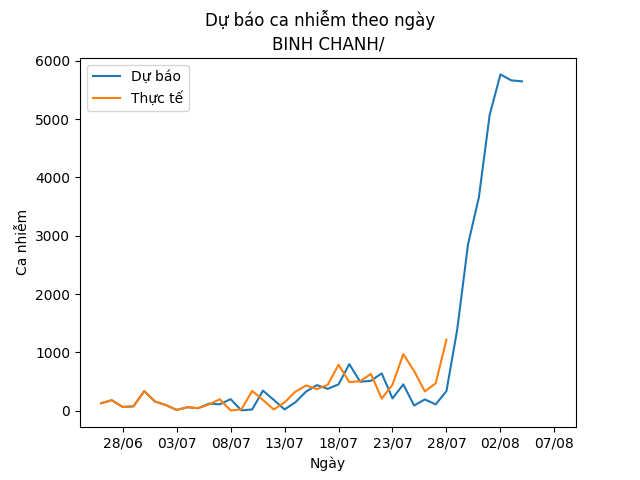 Dự báo ca nhiễm theo ngày
BINH CHANH/
Dự báo
Thực tế
6000
5000
4000
3000
2000
1000
0
Ca nhiễm
28/06 03/07 08/07 13/07 18/07 23/07 28/07 02/08 07/08
Ngày